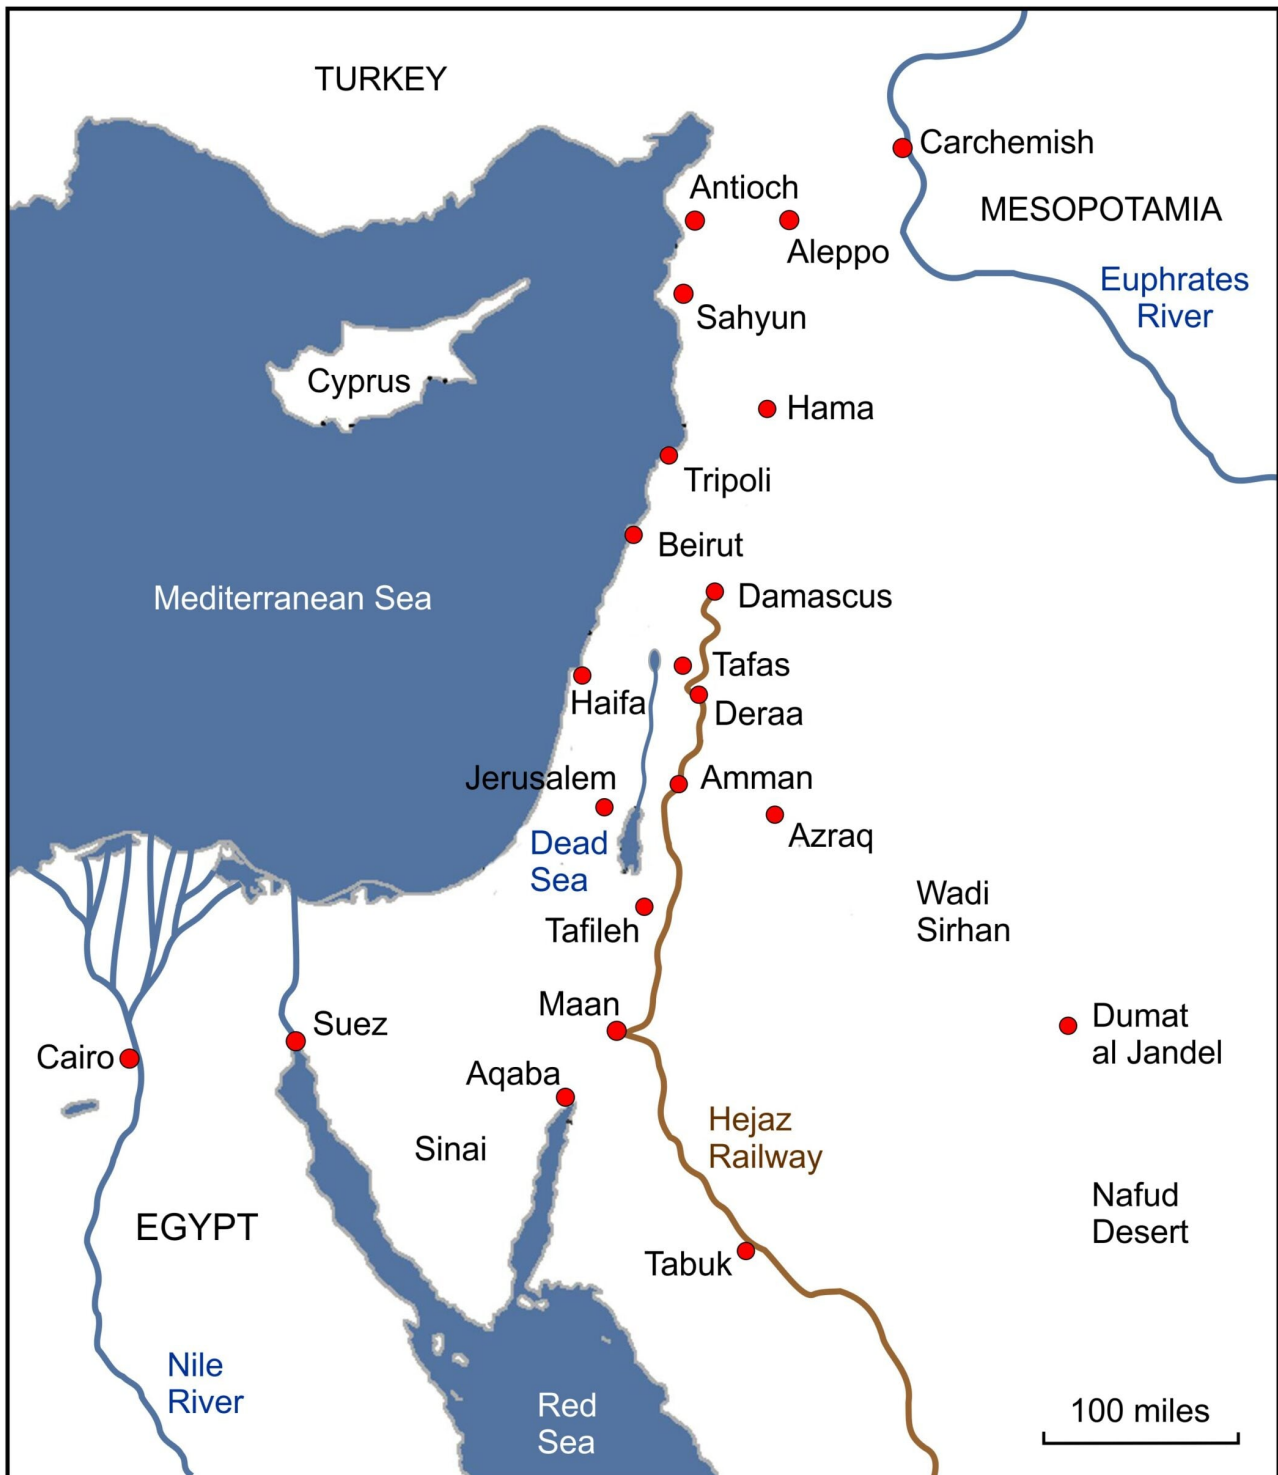 TURKEY
Carchemish
Antioch
MESOPOTAMIA
Aleppo
Euphrates
River
Sahyun
Cyprus
Hama
Tripoli
Beirut
Mediterranean Sea
Damascus
Tafas
Haifa
Deraa
Jerusalem
Amman
Dead
Sea
Azraq
Wadi
Sirhan
Tafileh
Maan
Suez
Dumat
al Jandel
Cairo
Aqaba
Hejaz
Railway
Sinai
Nafud
Desert
EGYPT
Tabuk
Nile
River
Red
Sea
100 miles